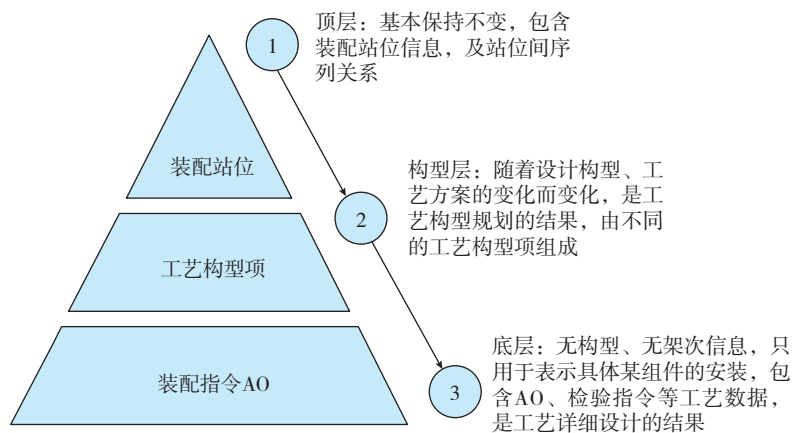 1
顶层：基本保持不变，包含
装配站位信息，及站位间序
列关系
装配站位
2
构型层：随着设计构型、工
艺方案的变化而变化，是工
艺构型规划的结果，由不同
的工艺构型项组成
工艺构型项
3
底层：无构型、无架次信息，只
用于表示具体某组件的安装，包
含AO、检验指令等工艺数据，
是工艺详细设计的结果
装配指令AO